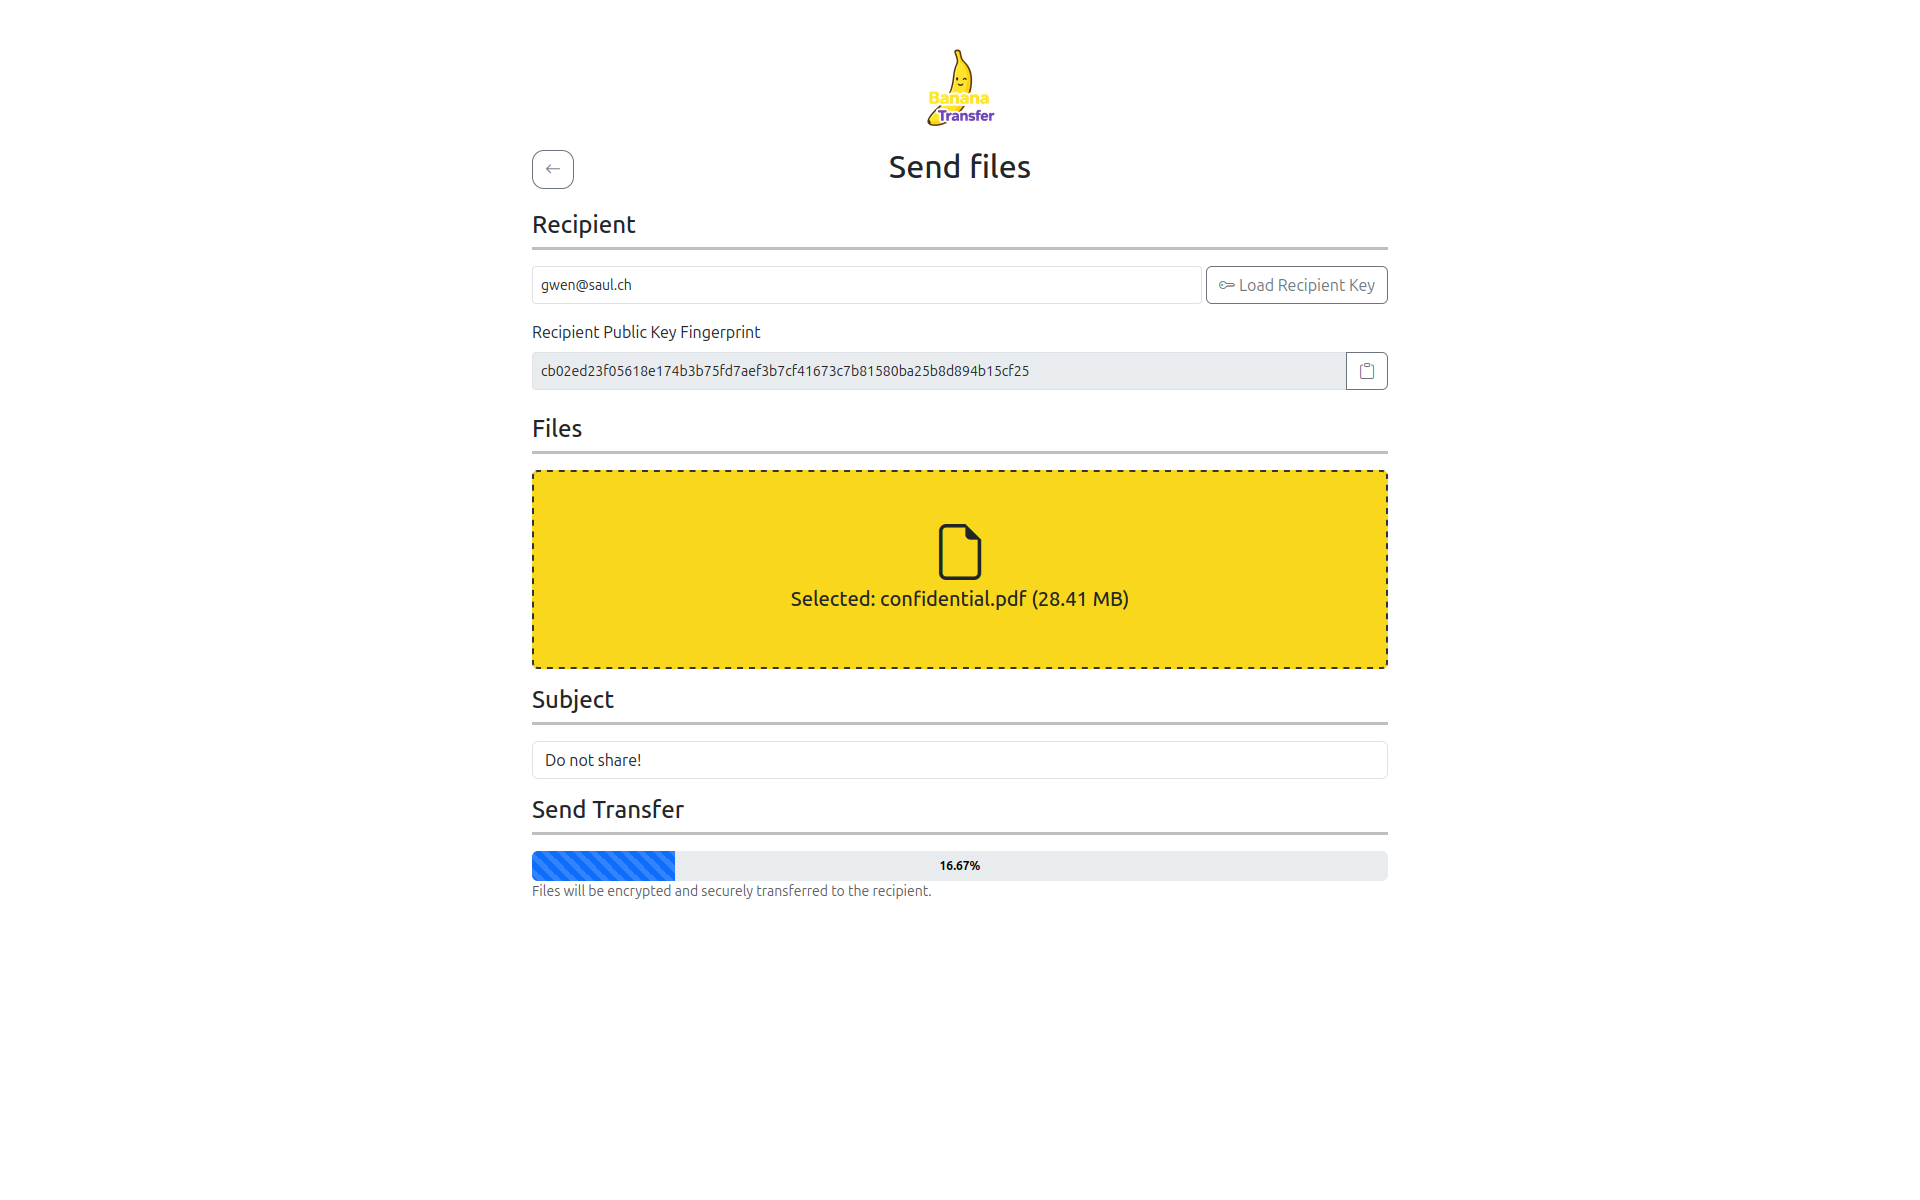 Banana
Transfer
Send files
Recipient
gwen@saul.ch
Load Recipient Key
Recipient Public Key Fingerprint
cb02ed23f05618e174b3b75fd7aef3b7cf41673c7b81580ba25b8d894b15cf25
Files
Selected: confidential.pdf (28.41 MB)
Subject
Do not share!
Send Transfer
16.67%
Files will be encrypted and securely transferred to the recipient.